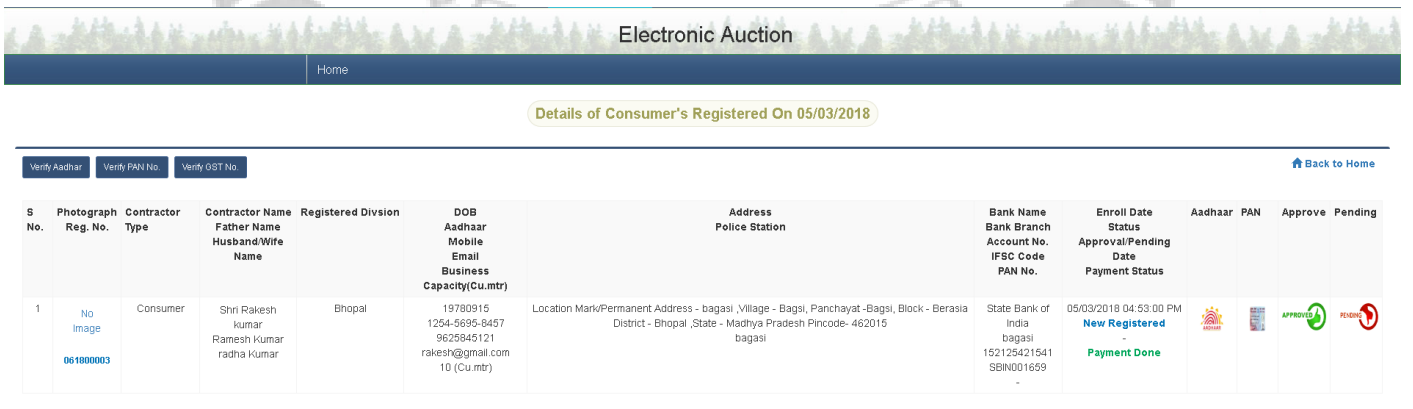 Electronic Auction
Home
Details of Consumer's Registered On 05/03/2018
Verify Aadhar Verify PAN No. Verify GST No.
Back to Home
S No.
Photograph
Reg. No.
Contractor
Type
Contractor Name
Father Name
Husband/Wife
Name
Registered Divsion
DOB
Aadhaar
Mobile
Email
Business
Capacity(Cu.mtr)
Address
Police Station
Bank Name
Bank Branch
Account No.
IFSC Code
PAN No.
Enroll Date
Status
Approval/Pending
Date
Payment Status
Aadhaar
PAN
Approve
Pending
1
No
Image
061800003
Consumer
Shri Rakesh
kumar
Ramesh Kumar
radha Kumar
Bhopal
19780915
1254-5695-8457
9625845121
rakesh@gmail.com
10 (Cu.mtr)
Location Mark/Permanent Address - bagasi ,Village - Bagsi, Panchayat -Bagsi, Block - Berasia
District - Bhopal ,State - Madhya Pradesh Pincode- 462015
bagasi
State Bank of
India
bagasi
152125421541
SBIN001659
-
05/03/2018 04:53:00 PM
New Registered
-
Payment Done
AADHAAR
APPROVED
PENDING